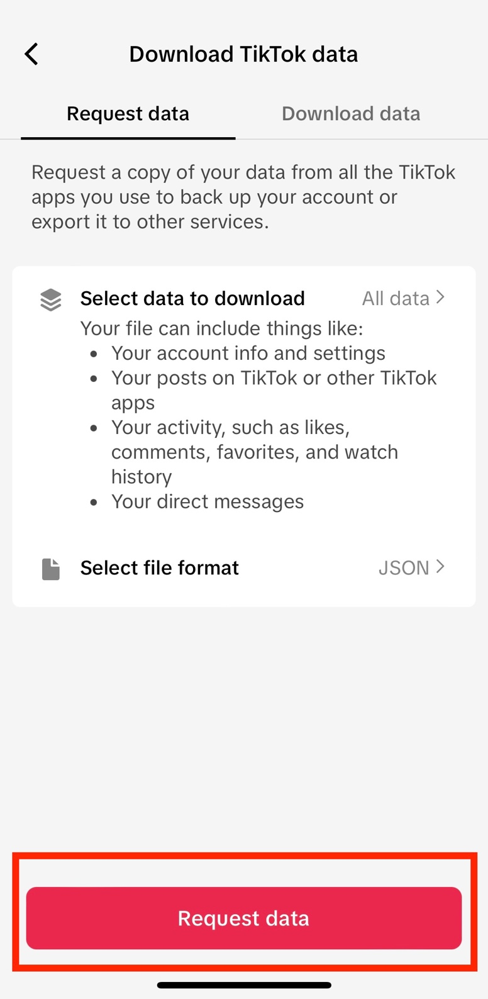 Download TikTok data
Request data
Download data
Request a copy of your data from all the TikTok
apps you use to back up your account or
export it to other services.
Select data to download
All data
Your file can include things like:
• Your account info and settings
• Your posts on TikTok or other TikTok
apps
• Your activity, such as likes,
comments, favorites, and watch
history
• Your direct messages
Select file format
JSON
Request data